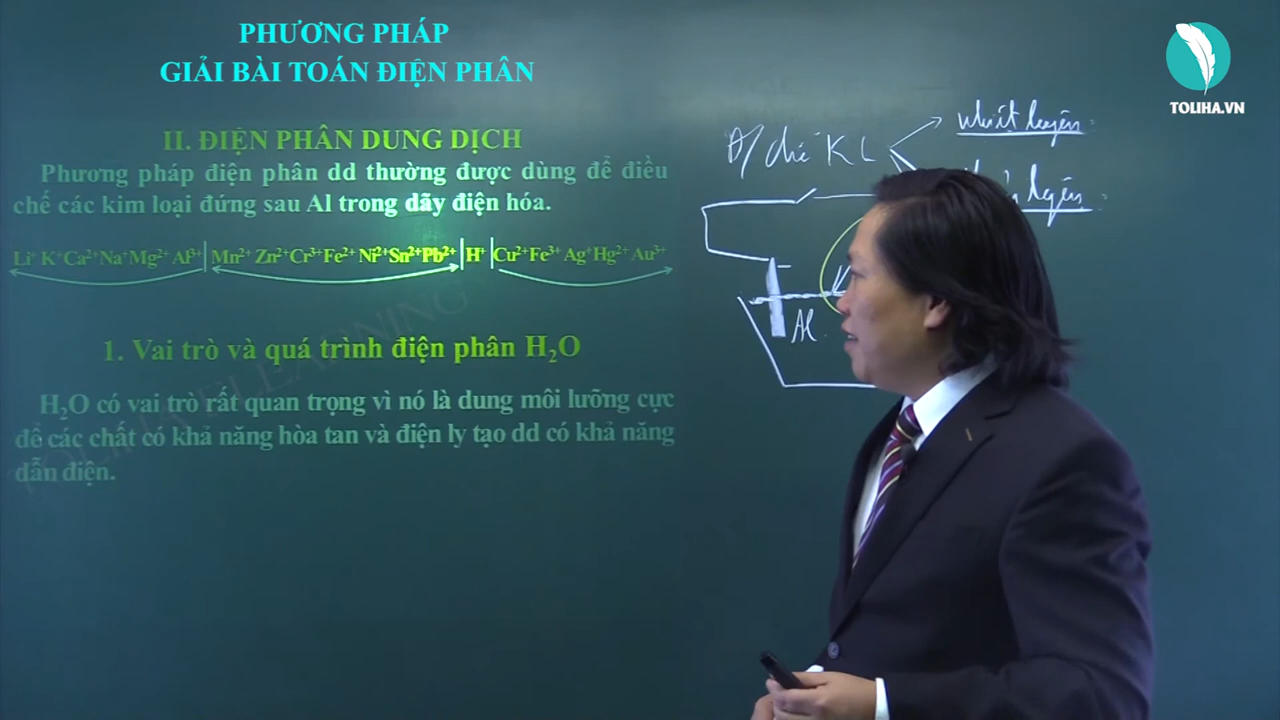 PHƯƠNG PHÁP
GIẢI BÀI TOÁN ĐIỆN PHÂN
TOLIHA.VN
II. ĐIỆN PHÂN DUNG DỊCH
Phương pháp điện phân dd thường được dùng để điều
chế các kim loại đứng sau Al trong dãy điện hóa.
Li⁺ K⁺Ca²⁺Na⁺Mg²⁺ Al³⁺ Mn²⁺ Zn²⁺Cr³⁺Fe²⁺ Ni²⁺Sn²⁺Pb²⁺ H⁺ Cu²⁺Fe³⁺ Ag⁺Hg²⁺ Au³⁺
1. Vai trò và quá trình điện phân H₂O
H₂O có vai trò rất quan trọng vì nó là dung môi lưỡng cực
để các chất có khả năng hòa tan và điện ly tạo dd có khả năng
dẫn điện.
Đ/chế KL
nhiệt luyện
luyện
Al